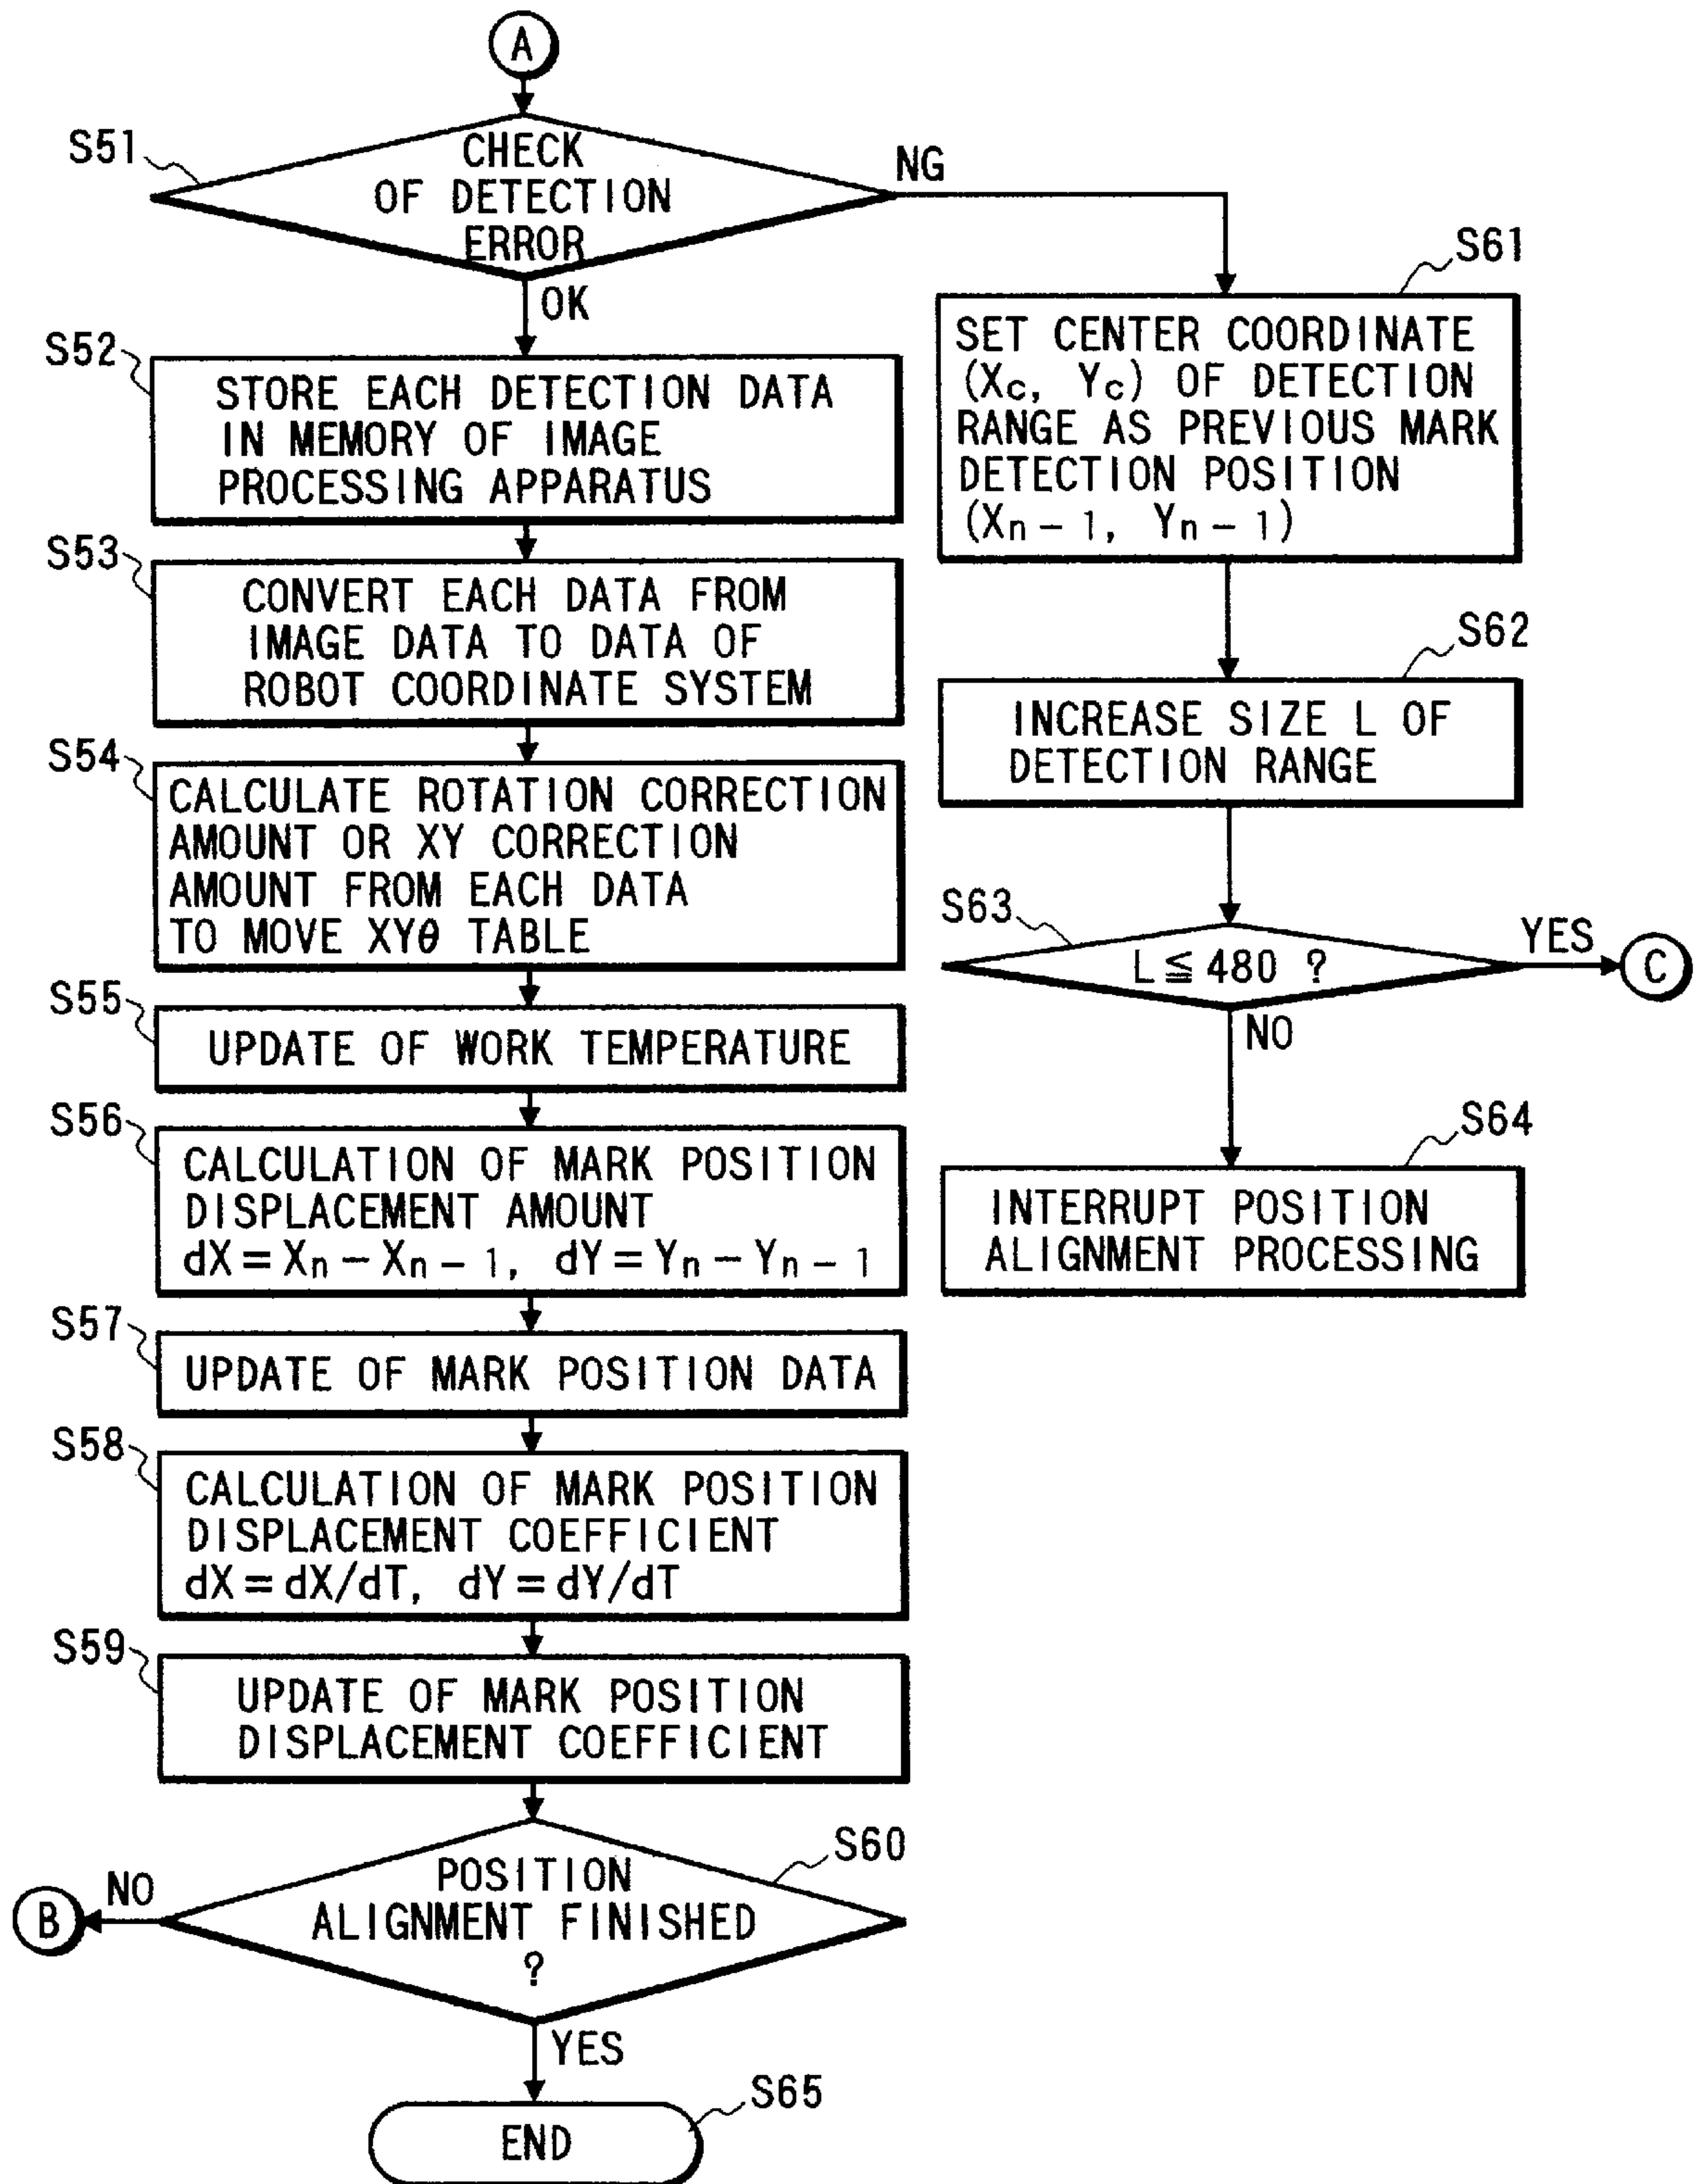 A
S51
CHECK
OF DETECTION
ERROR
NG
OK
S52
STORE EACH DETECTION DATA
IN MEMORY OF IMAGE
PROCESSING APPARATUS
S53
CONVERT EACH DATA FROM
IMAGE DATA TO DATA OF
ROBOT COORDINATE SYSTEM
S54
CALCULATE ROTATION CORRECTION
AMOUNT OR XY CORRECTION
AMOUNT FROM EACH DATA
TO MOVE XYθ TABLE
S55
UPDATE OF WORK TEMPERATURE
S56
CALCULATION OF MARK POSITION
DISPLACEMENT AMOUNT
dX = Xn - Xn-1, dY = Yn - Yn-1
S57
UPDATE OF MARK POSITION DATA
S58
CALCULATION OF MARK POSITION
DISPLACEMENT COEFFICIENT
dX = dX/dT, dY = dY/dT
S59
UPDATE OF MARK POSITION
DISPLACEMENT COEFFICIENT
S60
POSITION
ALIGNMENT FINISHED
?
NO
B
YES
S65
END
S61
SET CENTER COORDINATE
(Xc, Yc) OF DETECTION
RANGE AS PREVIOUS MARK
DETECTION POSITION
(Xn-1, Yn-1)
S62
INCREASE SIZE L OF
DETECTION RANGE
S63
L ≦ 480 ?
YES
C
NO
S64
INTERRUPT POSITION
ALIGNMENT PROCESSING